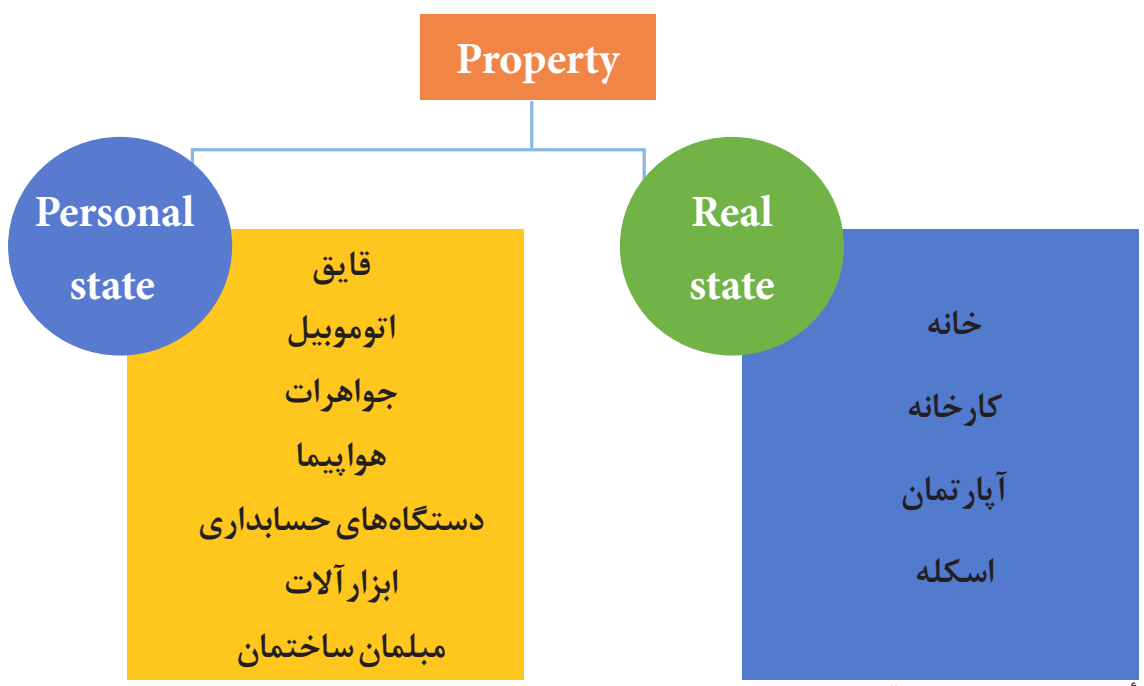 Property
Personal
state
قایق
اتوموبیل
جواهرات
هواپیما
دستگاه‌های حسابداری
ابزارآلات
مبلمان ساختمان
Real
state
خانه
کارخانه
آپارتمان
اسکله